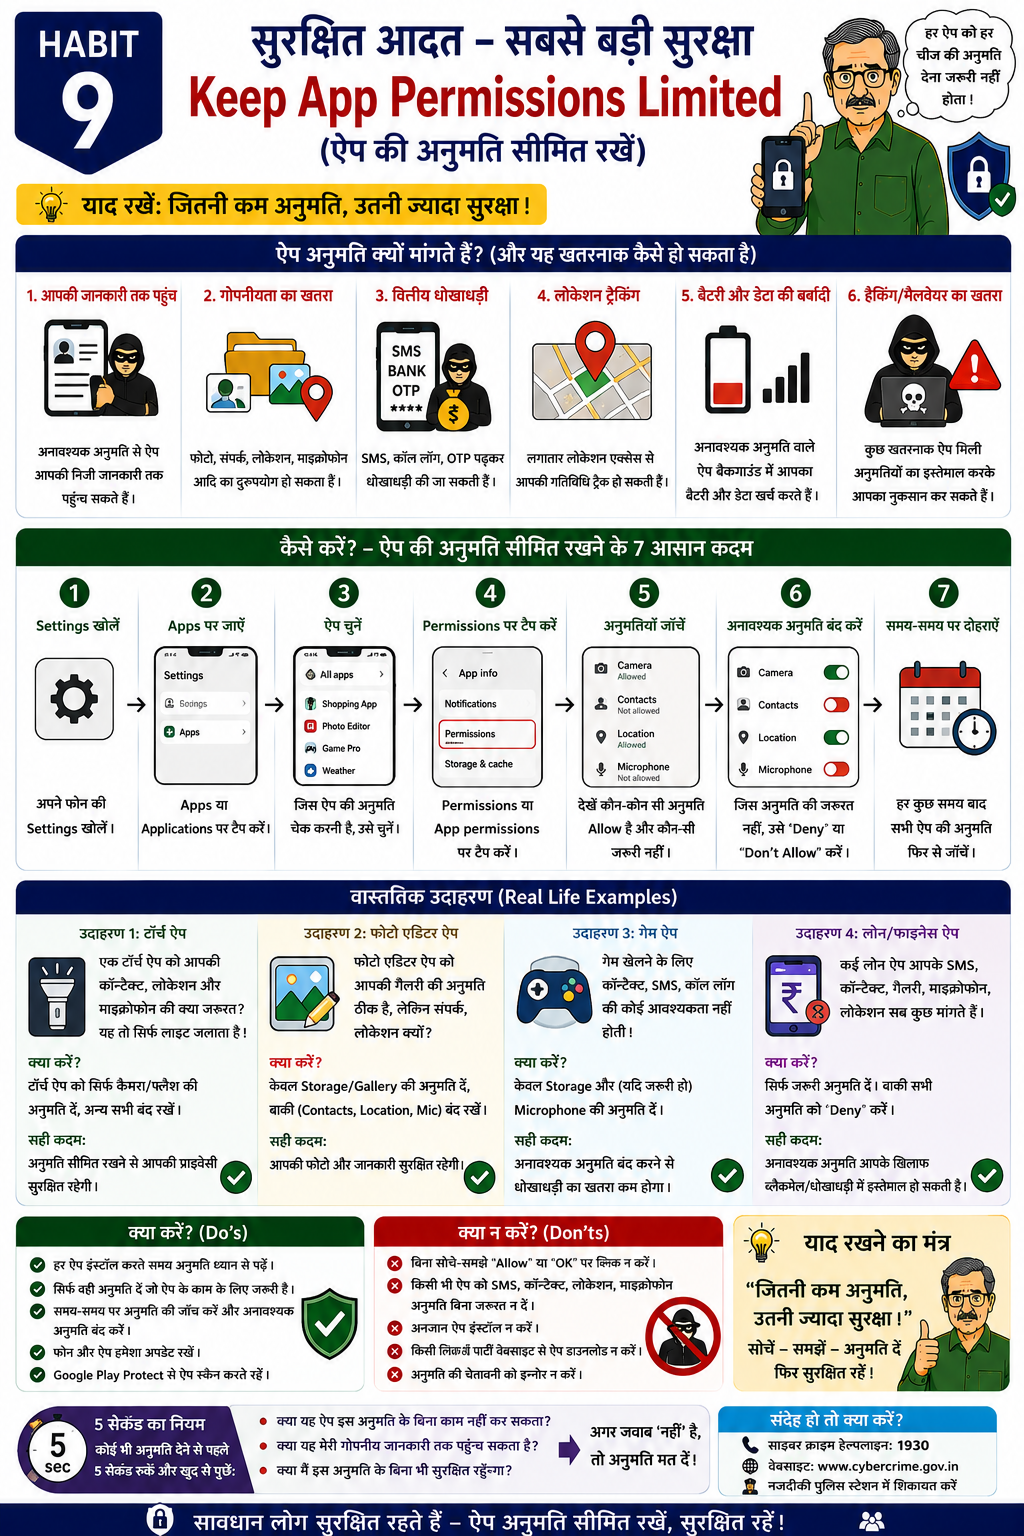 HABIT
9
सुरक्षित आदत – सबसे बड़ी सुरक्षा
Keep App Permissions Limited
(ऐप की अनुमति सीमित रखें)
हर ऐप को हर
चीज की अनुमति
देना जरूरी नहीं
होता !
याद रखें: जितनी कम अनुमति, उतनी ज्यादा सुरक्षा !
ऐप अनुमति क्यों मांगते हैं? (और यह खतरनाक कैसे हो सकता है)
1. आपकी जानकारी तक पहुंच
अनावश्यक अनुमति से ऐप
आपकी निजी जानकारी तक
पहुंच सकते हैं।
2. गोपनीयता का खतरा
फोटो, संपर्क, लोकेशन, माइक्रोफोन
आदि का दुरुपयोग हो सकता है।
3. वित्तीय धोखाधड़ी
SMS
BANK
OTP
****
SMS, कॉल लॉग, OTP पढ़कर
धोखाधड़ी की जा सकती है।
4. लोकेशन ट्रैकिंग
लगातार लोकेशन एक्सेस से
आपकी गतिविधि ट्रैक हो सकती है।
5. बैटरी और डेटा की बर्बादी
अनावश्यक अनुमति वाले
ऐप बैकगाउंड में आपका
बैटरी और डेटा खर्च करते हैं।
6. हैकिंग/मैलवेयर का खतरा
कुछ खतरनाक ऐप मिली
अनुमतियों का इस्तेमाल करके
आपका नुकसान कर सकते हैं।
कैसे करें? – ऐप की अनुमति सीमित रखने के 7 आसान कदम
1
Settings खोलें
अपने फोन की
Settings खोलें।
2
Apps पर जाऐं
Settings
Apps
Apps या
Applications पर टैप करें।
3
ऐप चुनें
All apps
Shopping App
Photo Editor
Game Pro
Weather
जिस ऐप की अनुमति
चेक करनी है, उसे चुनें।
4
Permissions पर टैप करें
App info
Notifications
Permissions
Storage & cache
Permissions या
App permissions
पर टैप करें।
5
अनुमतियाँ जाँचें
Camera
Allowed
Contacts
Not allowed
Location
Allowed
Microphone
Not allowed
देखें कौन-कौन सी अनुमति
Allow है और कौन-सी
जरूरी नहीं।
6
अनावश्यक अनुमति बंद करें
Camera
Contacts
Location
Microphone
जिस अनुमति की जरूरत
नहीं, उसे 'Deny" या
"Don't Allow" करें।
7
समय-समय पर दोहराऐं
हर कुछ समय बाद
सभी ऐप की अनुमति
फिर से जाँचें।
वास्ततिक उदाहरण (Real Life Examples)
उदाहरण 1: टॉर्च ऐप
एक टॉर्च ऐप को आपकी
कॉन्टैक्ट, लोकेशन और
माइक्रोफोन की क्या जरूरत?
यह तो सिर्फ लाइट जलाता है!
क्या करें?
टॉर्च ऐप को सिर्फ कैमरा/फ्लैश की
अनुमति दें, अन्य सभी बंद रखें।
सही कदम:
अनुमति सीमित रखने से आपकी प्राइवेसी
सुरक्षित रहेगी।
उदाहरण 2: फोटो एडिटर ऐप
फोटो एडिटर ऐप को
आपकी गैलरी की अनुमति
ठीक है, लेकिन संपर्क,
लोकेशन क्यों?
क्या करें?
केवल Storage/Gallery की अनुमति दें,
बाकी (Contacts, Location, Mic) बंद रखें।
सही कदम:
आपकी फोटो और जानकारी सुरक्षित रहेगी।
उदाहरण 3: गेम ऐप
गेम खेलने के लिए
कॉन्टैक्ट, SMS, कॉल लॉग
की कोई आवश्यकता नहीं
होती!
क्या करें?
केवल Storage और (यदि जरूरी हो)
Microphone की अनुमति दें।
सही कदम:
अनावश्यक अनुमति बंद करने से
धोखाधड़ी का खतरा कम होगा।
उदाहरण 4: लोन/फाइनेस ऐप
₹
कई लोन ऐप आपके SMS,
कॉन्टैक्ट, गैलरी, माइक्रोफोन,
लोकेशन सब कुछ मांगते हैं।
क्या करें?
सिर्फ जरूरी अनुमति दें। बाकी सभी
अनुमति को 'Deny" करें।
सही कदम:
अनावश्यक अनुमति आपके खिलाफ
ब्लैकमेल/धोखाधड़ी में इस्तेमाल हो सकती है।
क्या करें? (Do's)
हर ऐप इंस्टॉल करते समय अनुमति ध्यान से पढ़ें।
सिर्फ वही अनुमति दें जो ऐप के काम के लिए जरूरी है।
समय-समय पर अनुमति की जाँच करें और अनावश्यक
अनुमति बंद करें।
फोन और ऐप हमेशा अपडेट रखें।
Google Play Protect से ऐप स्कैन करते रहें।
क्या न करें? (Don'ts)
बिना सोचे-समझे "Allow" या "OK" पर क्लिक न करें।
किसी भी ऐप को SMS, कॉन्टैक्ट, लोकेशन, माइक्रोफोन
अनुमति बिना जरूरत न दें।
अनजान ऐप इंस्टॉल न करें।
किसी पार्टी वेबसाइट से ऐप डाउनलोड न करें।
अनुमति की चेतावनी को इग्नोर न करें।
याद रखने का मंत्र
"जितनी कम अनुमति,
उतनी ज्यादा सुरक्षा !"
सोचें – समझें – अनुमति दें
फिर सुरक्षित रहें !
5
sec
5 सेकंड का नियम
कोई भी अनुमति देने से पहले
5 सेकंड रुकें और खुद से पुछें:
क्या यह ऐप इस अनुमति के बिना काम नहीं कर सकता?
क्या यह मेरी गोपनीय जानकारी तक पहुंच सकता है?
क्या मैं इस अनुमति के बिना भी सुरक्षित रहूँगा?
अगर जवाब 'नहीं' है,
तो अनुमति मत दें !
संदेह हो तो क्या करें?
साइबर क्राइम हेल्पलाइन: 1930
वेबसाइट: www.cybercrime.gov.in
नजदीकी पुलिस स्टेशन में शिकायत करें
सावधान लोग सुरक्षित रहते हैं – ऐप अनुमति सीमित रखें, सुरक्षित रहें !